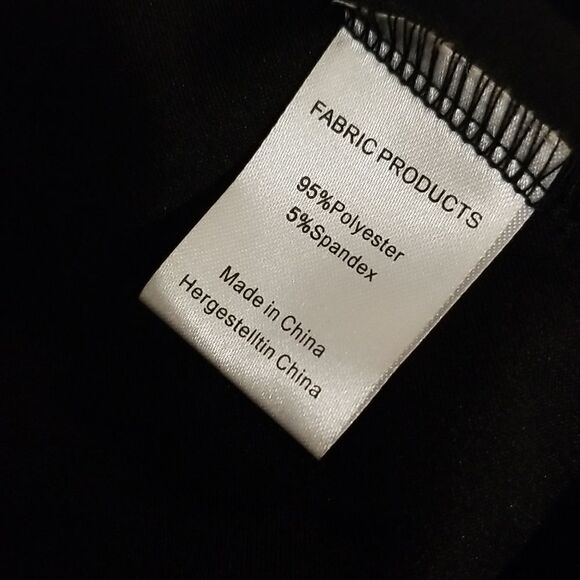 FABRIC PRODUCTS
95%Polyester
5%Spandex
Made in China
Hergestelltin China